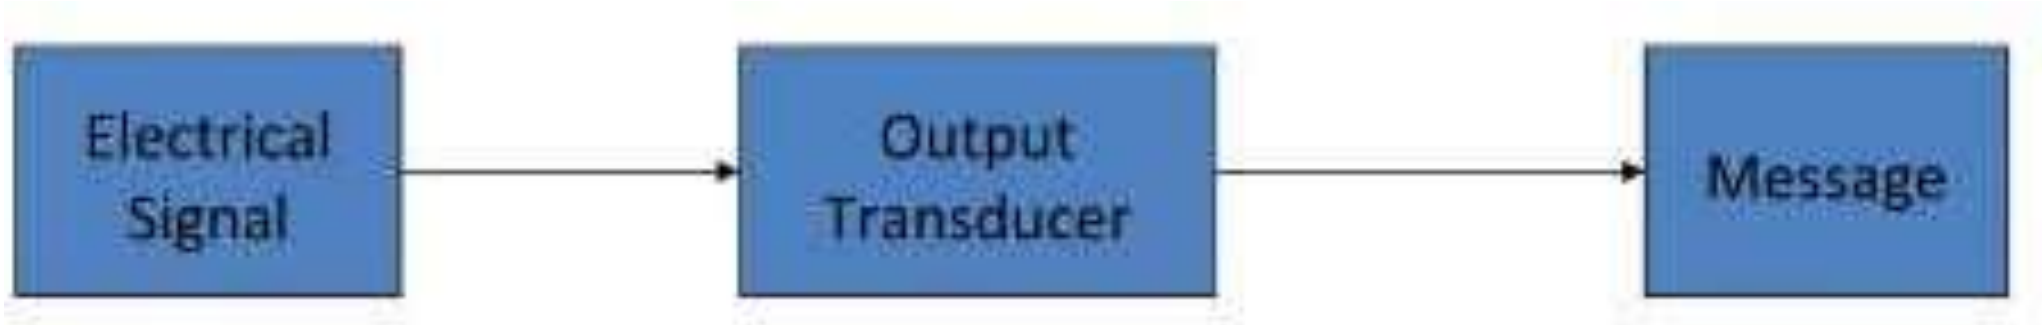 Electrical
Signal
Output
Transducer
Message